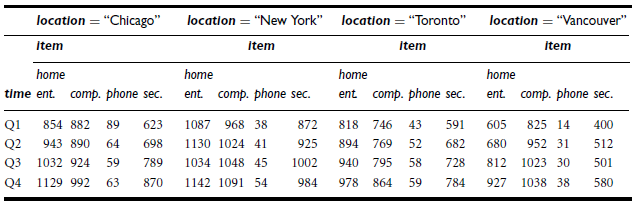 location = “Chicago” location = “New York” location = “Toronto” location = “Vancouver”
item item item item
home home home home
time ent. comp. phone sec. ent. comp. phone sec. ent. comp. phone sec. ent. comp. phone sec.
Q1 854 882 89 623 1087 968 38 872 818 746 43 591 605 825 14 400
Q2 943 890 64 698 1130 1024 41 925 894 769 52 682 680 952 31 512
Q3 1032 924 59 789 1034 1048 45 1002 940 795 58 728 812 1023 30 501
Q4 1129 992 63 870 1142 1091 54 984 978 864 59 784 927 1038 38 580